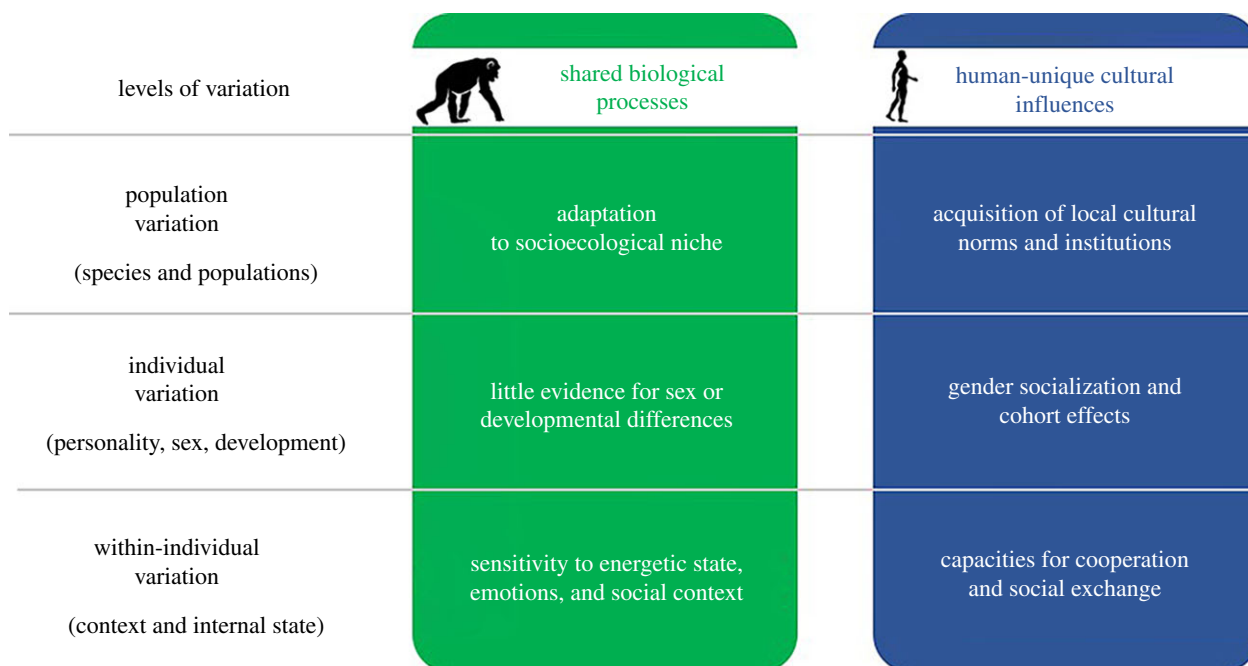 levels of variation
shared biological
processes
human-unique cultural
influences
population
variation
(species and populations)
adaptation
to socioecological niche
acquisition of local cultural
norms and institutions
individual
variation
(personality, sex, development)
little evidence for sex or
developmental differences
gender socialization and
cohort effects
within-individual
variation
(context and internal state)
sensitivity to energetic state,
emotions, and social context
capacities for cooperation
and social exchange